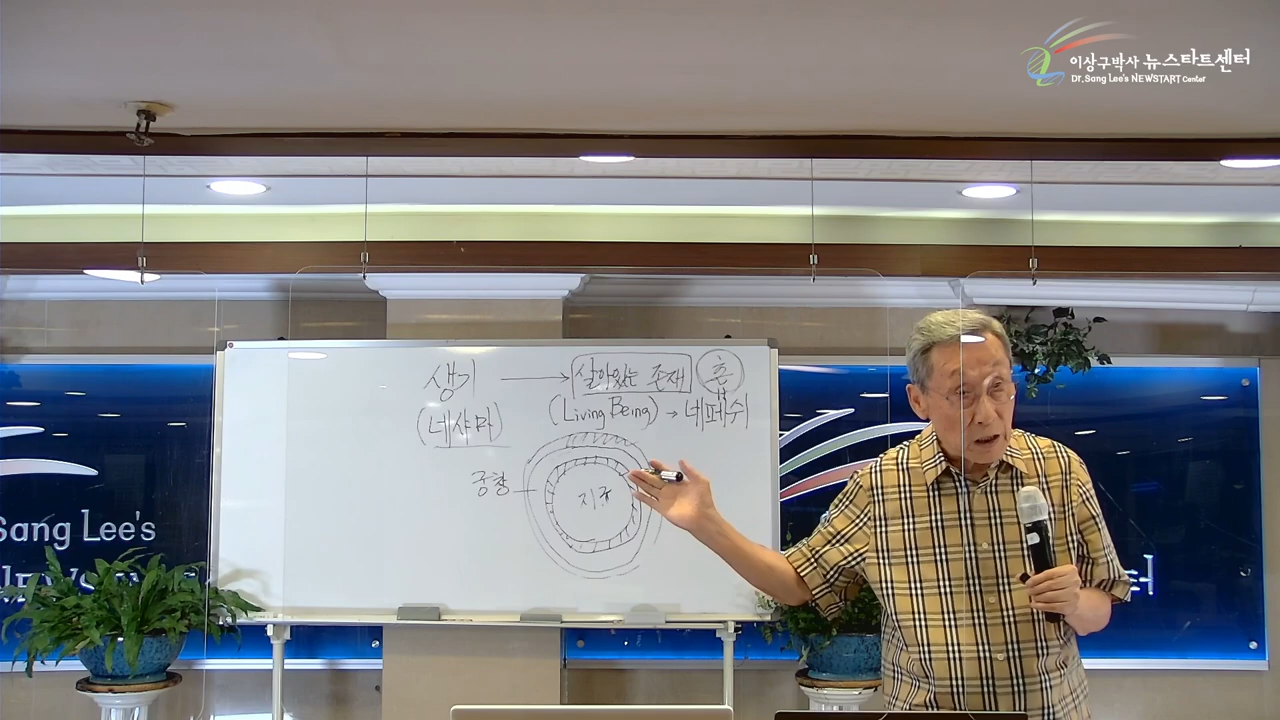 이상구박사 뉴스타트센터
Dr. Sang Lee's NEWSTART Center
생기 → 살아있는 존재 혼
(네샤마) (Living Being) → 네페쉬
궁창
지구
Sang Lee's